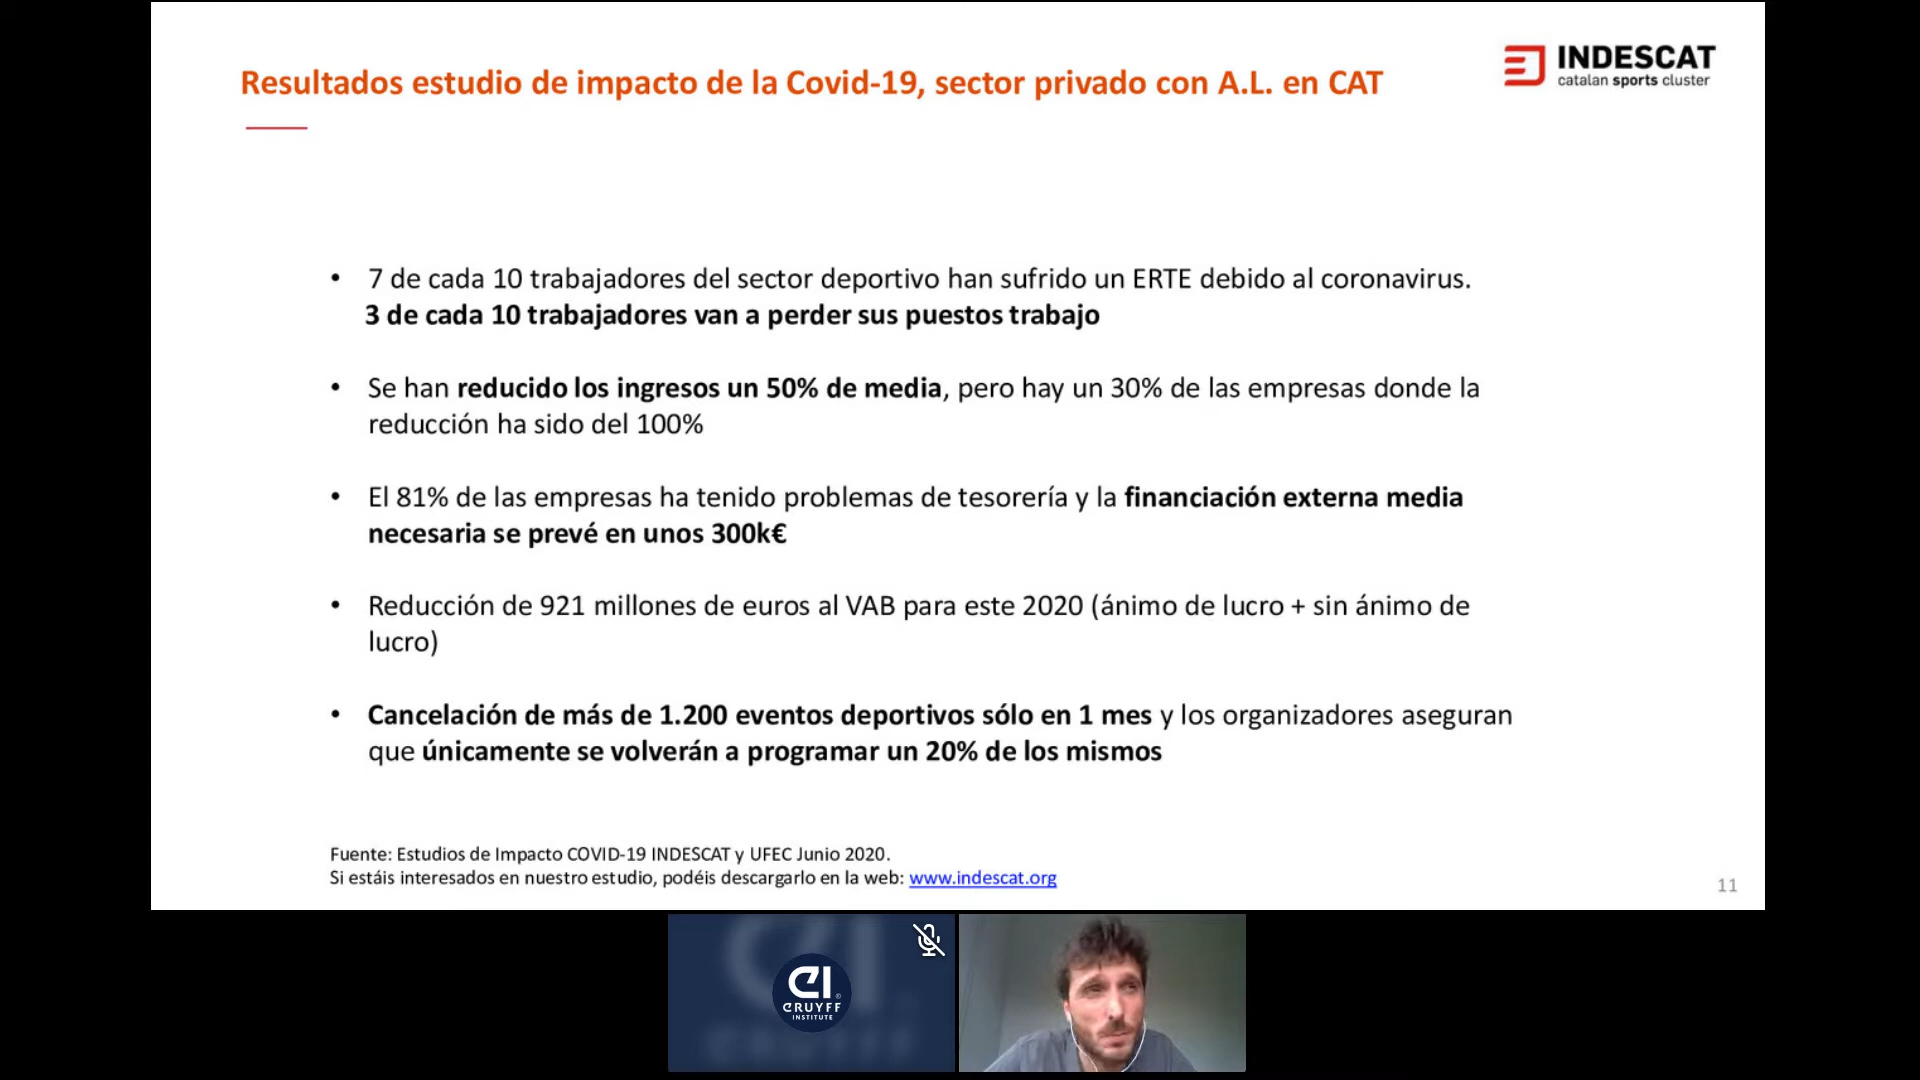 Resultados estudio de impacto de la Covid-19, sector privado con A.L. en CAT
INDESCAT
catalan sports cluster
• 7 de cada 10 trabajadores del sector deportivo han sufrido un ERTE debido al coronavirus.
3 de cada 10 trabajadores van a perder sus puestos trabajo
• Se han reducido los ingresos un 50% de media, pero hay un 30% de las empresas donde la
reducción ha sido del 100%
• El 81% de las empresas ha tenido problemas de tesorería y la financiación externa media
necesaria se prevé en unos 300k€
• Reducción de 921 millones de euros al VAB para este 2020 (ánimo de lucro + sin ánimo de
lucro)
• Cancelación de más de 1.200 eventos deportivos sólo en 1 mes y los organizadores aseguran
que únicamente se volverán a programar un 20% de los mismos
Fuente: Estudios de Impacto COVID-19 INDESCAT y UFEC Junio 2020.
Si estáis interesados en nuestro estudio, podéis descargarlo en la web: www.indescat.org
11
CI
CRUYFF
INSTITUTE